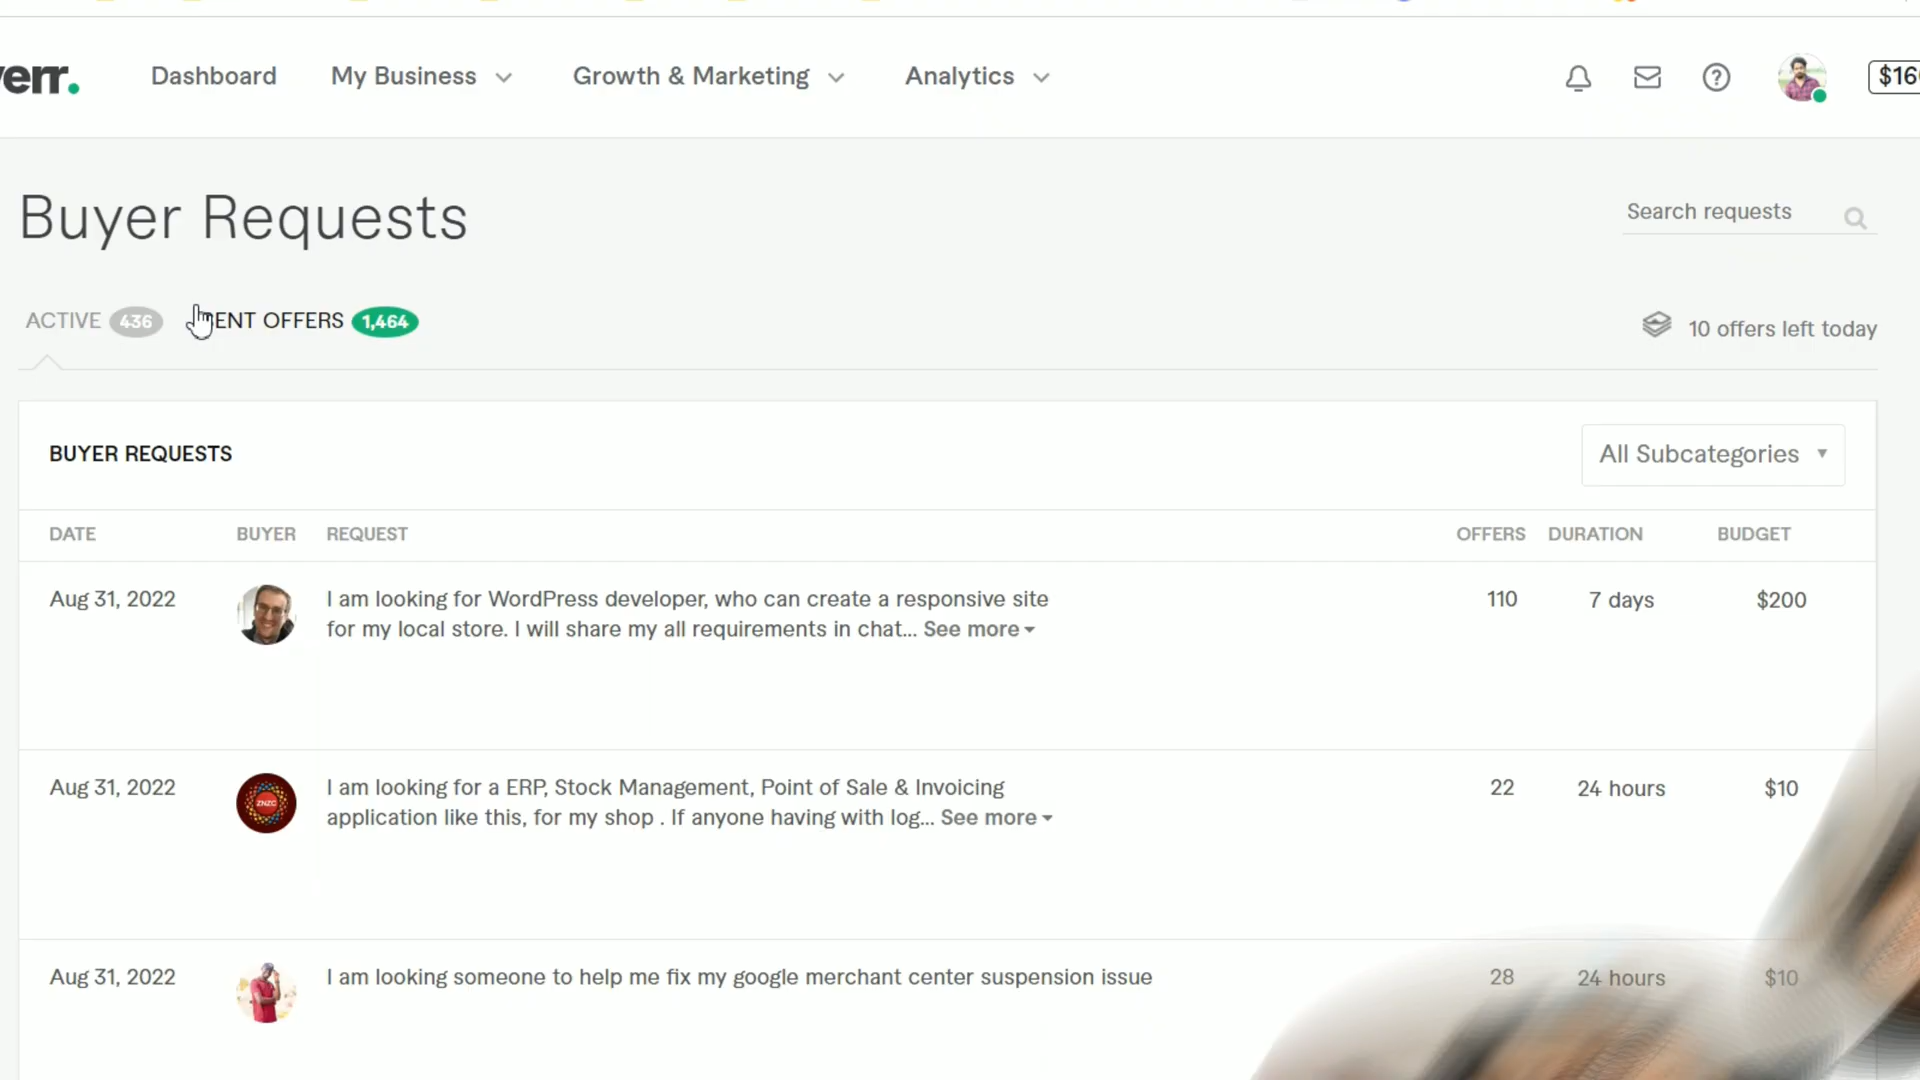 verr.
Dashboard
My Business
Growth & Marketing
Analytics
$16
Buyer Requests
Search requests
ACTIVE 436
ENT OFFERS 1,464
10 offers left today
BUYER REQUESTS
All Subcategories
DATE BUYER REQUEST OFFERS DURATION BUDGET
Aug 31, 2022 I am looking for WordPress developer, who can create a responsive site 110 7 days $200
for my local store. I will share my all requirements in chat... See more
Aug 31, 2022 ZNZC I am looking for a ERP, Stock Management, Point of Sale & Invoicing 22 24 hours $10
application like this, for my shop . If anyone having with log... See more
Aug 31, 2022 I am looking someone to help me fix my google merchant center suspension issue 28 24 hours $10